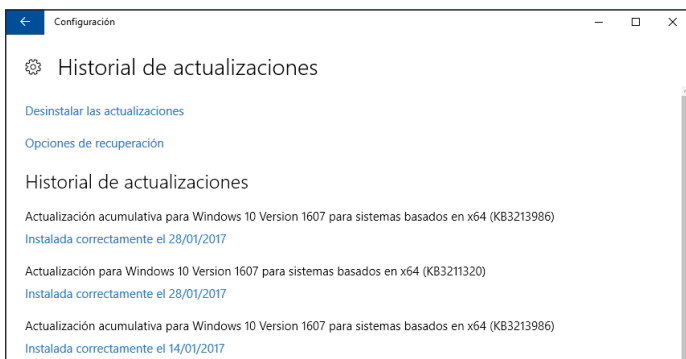 Configuración
Historial de actualizaciones
Desinstalar las actualizaciones
Opciones de recuperación
Historial de actualizaciones
Actualización acumulativa para Windows 10 Version 1607 para sistemas basados en x64 (KB3213986)
Instalada correctamente el 28/01/2017
Actualización para Windows 10 Version 1607 para sistemas basados en x64 (KB3211320)
Instalada correctamente el 28/01/2017
Actualización acumulativa para Windows 10 Version 1607 para sistemas basados en x64 (KB3213986)
Instalada correctamente el 14/01/2017